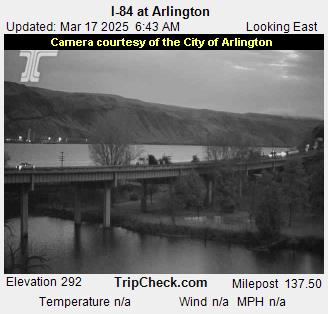 I-84 at Arlington
Updated: Mar 17 2025 6:43 AM Looking East
Camera courtesy of the City of Arlington
Elevation 292 TripCheck.com Milepost 137.50
Temperature n/a Wind n/a MPH n/a